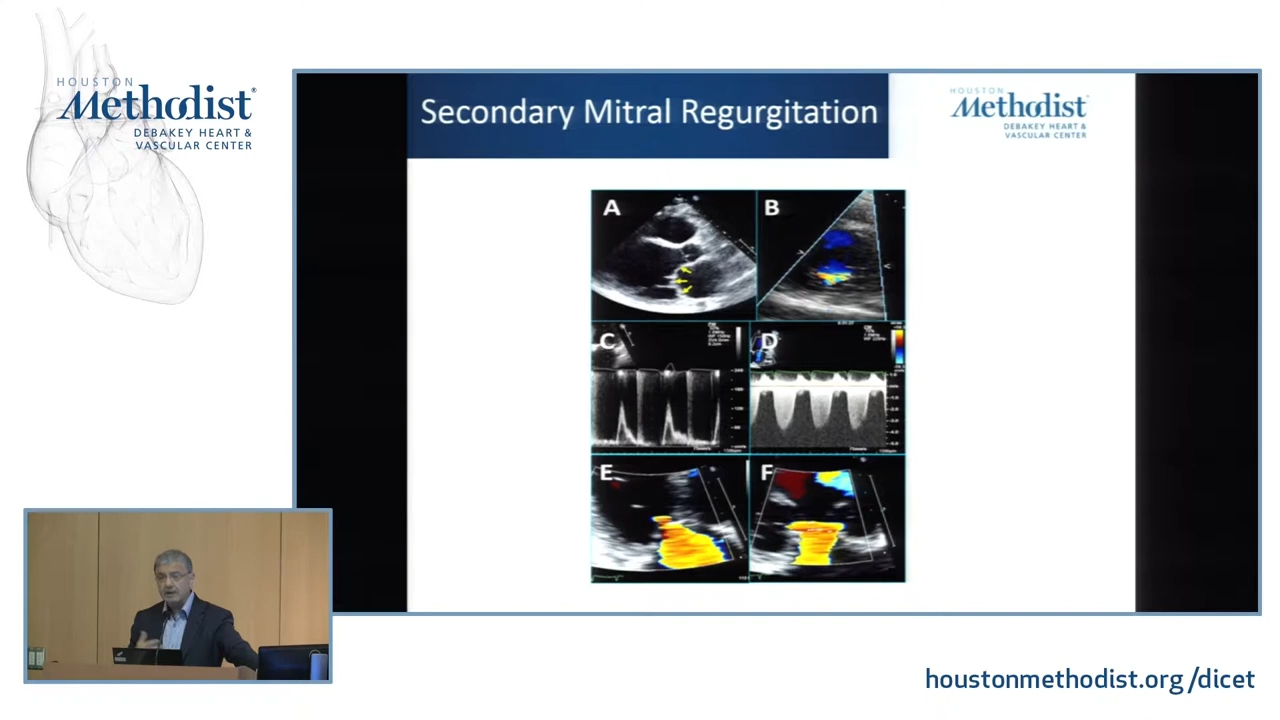 HOUSTON
Methodist®
DEBAKEY HEART &
VASCULAR CENTER
Secondary Mitral Regurgitation
HOUSTON
Methodist
DEBAKEY HEART &
VASCULAR CENTER
A
B
C
D
E
F
houstonmethodist.org/dicet